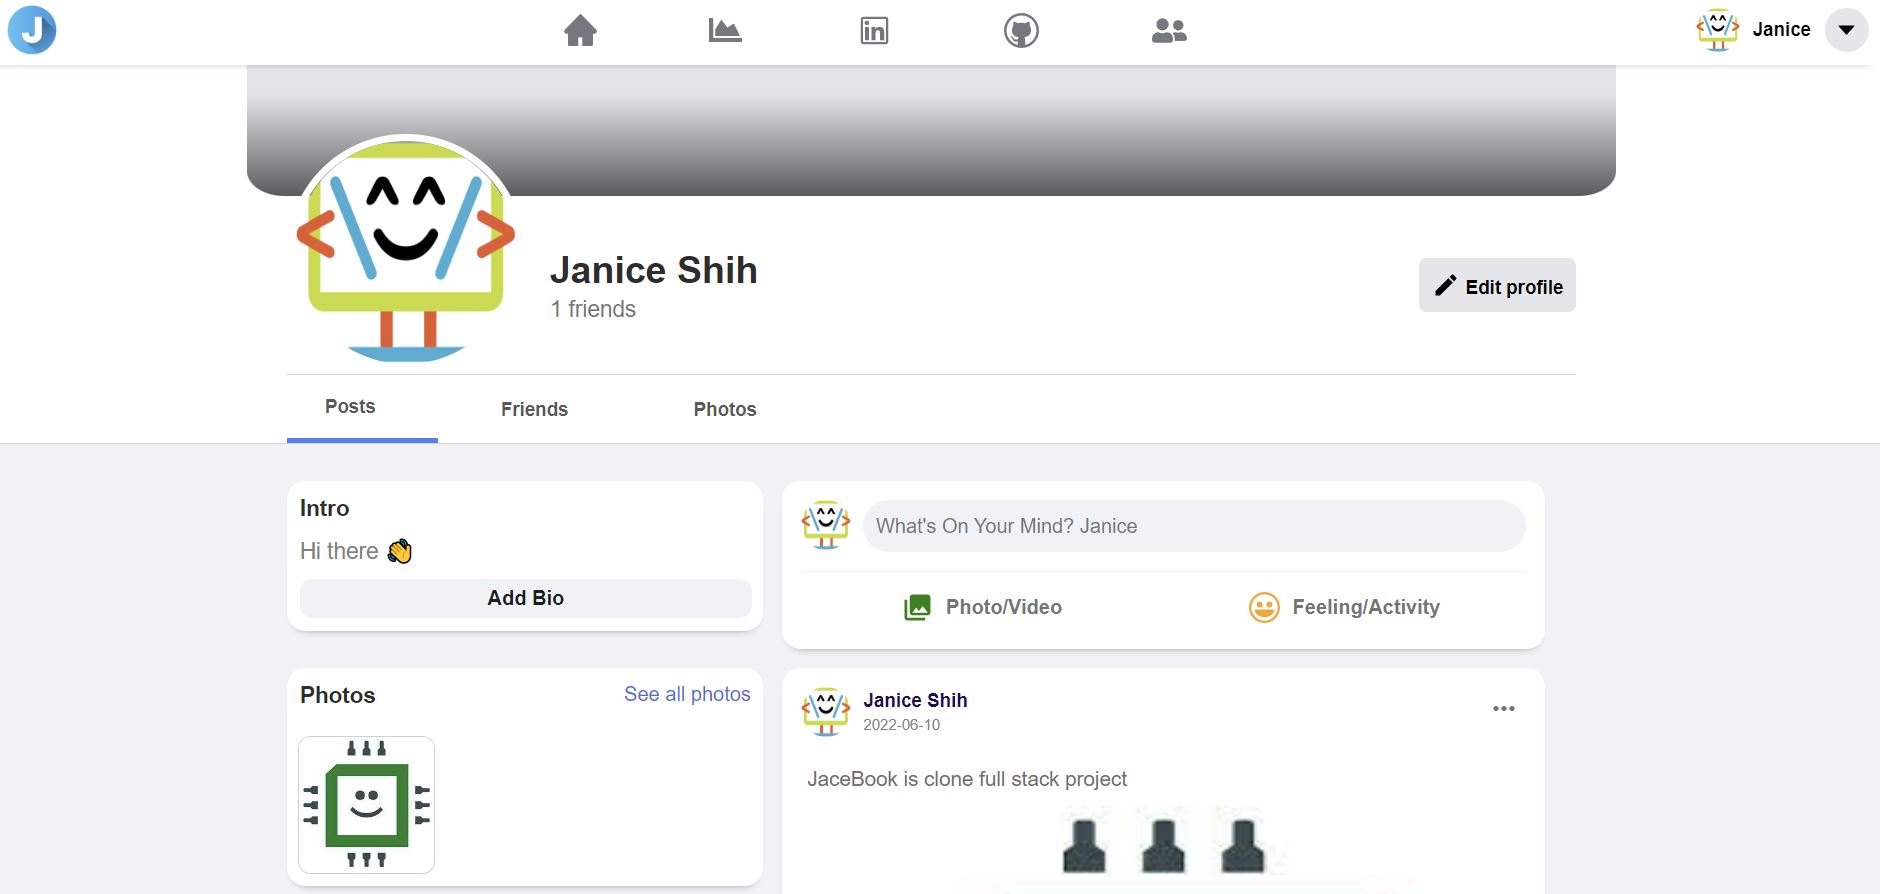 J
in
Janice
Janice Shih
1 friends
Edit profile
Posts
Friends
Photos
Intro
Hi there 👋
Add Bio
What's On Your Mind? Janice
Photo/Video
Feeling/Activity
Photos
See all photos
Janice Shih
2022-06-10
JaceBook is clone full stack project